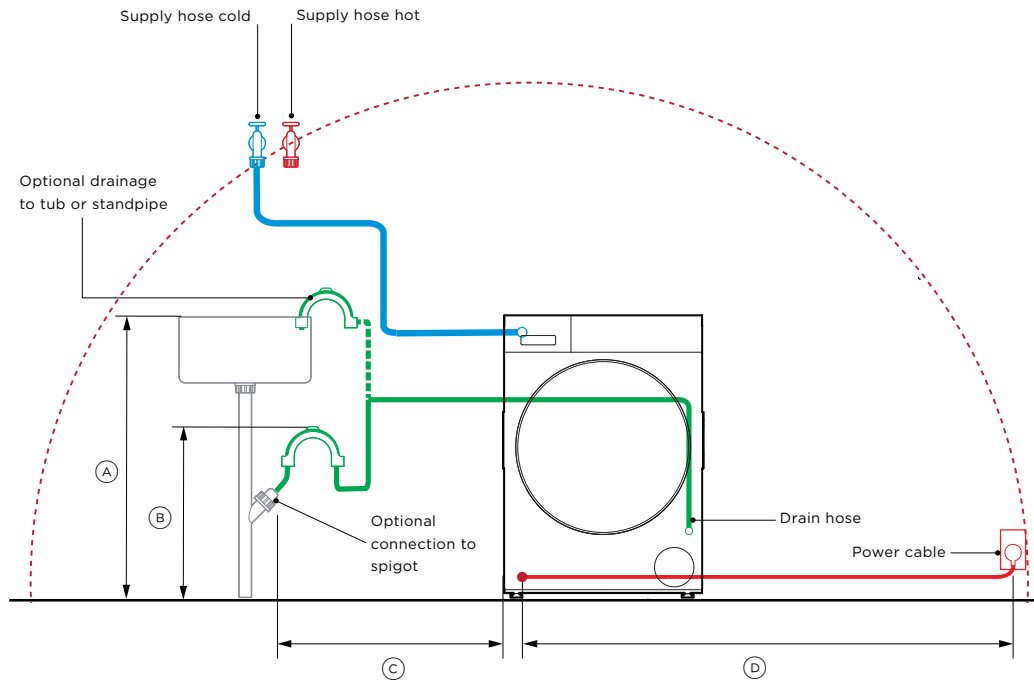 Supply hose cold
Supply hose hot
Optional drainage
to tub or standpipe
A
B
Optional
connection to
spigot
Drain hose
Power cable
C
D